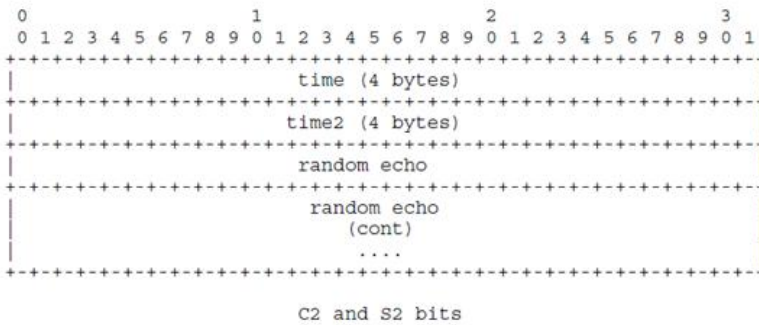 0 1 2 3
0 1 2 3 4 5 6 7 8 9 0 1 2 3 4 5 6 7 8 9 0 1 2 3 4 5 6 7 8 9 0 1
+-+-+-+-+-+-+-+-+-+-+-+-+-+-+-+-+-+-+-+-+-+-+-+-+-+-+-+-+-+-+-+-
| time (4 bytes)
+-+-+-+-+-+-+-+-+-+-+-+-+-+-+-+-+-+-+-+-+-+-+-+-+-+-+-+-+-+-+-+-
| time2 (4 bytes)
+-+-+-+-+-+-+-+-+-+-+-+-+-+-+-+-+-+-+-+-+-+-+-+-+-+-+-+-+-+-+-+-
| random echo
+-+-+-+-+-+-+-+-+-+-+-+-+-+-+-+-+-+-+-+-+-+-+-+-+-+-+-+-+-+-+-+-
| random echo
(cont)
| ....
+-+-+-+-+-+-+-+-+-+-+-+-+-+-+-+-+-+-+-+-+-+-+-+-+-+-+-+-+-+-+-+-
C2 and S2 bits